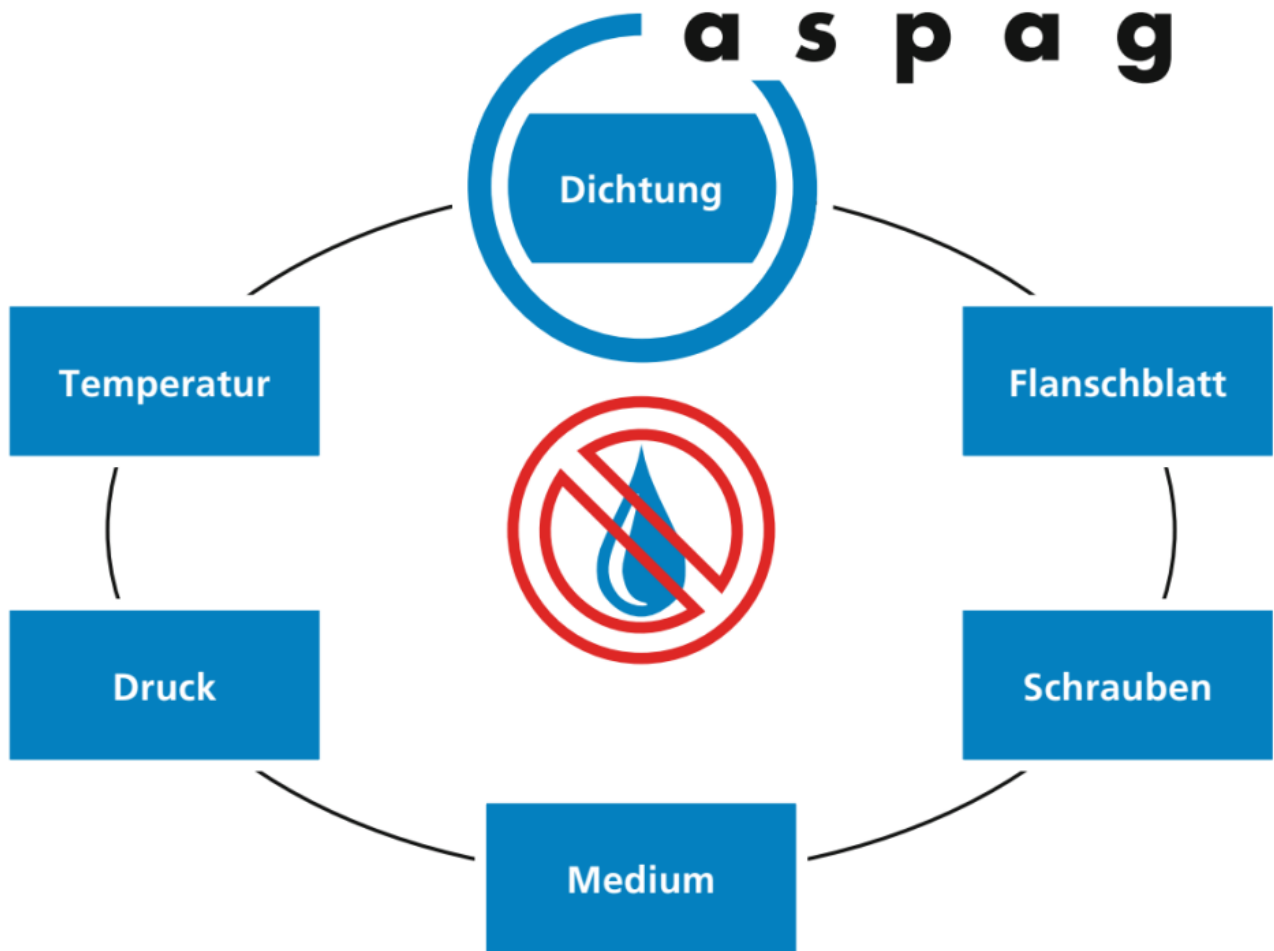 aspag
Dichtung
Temperatur
Flanschblatt
Druck
Schrauben
Medium